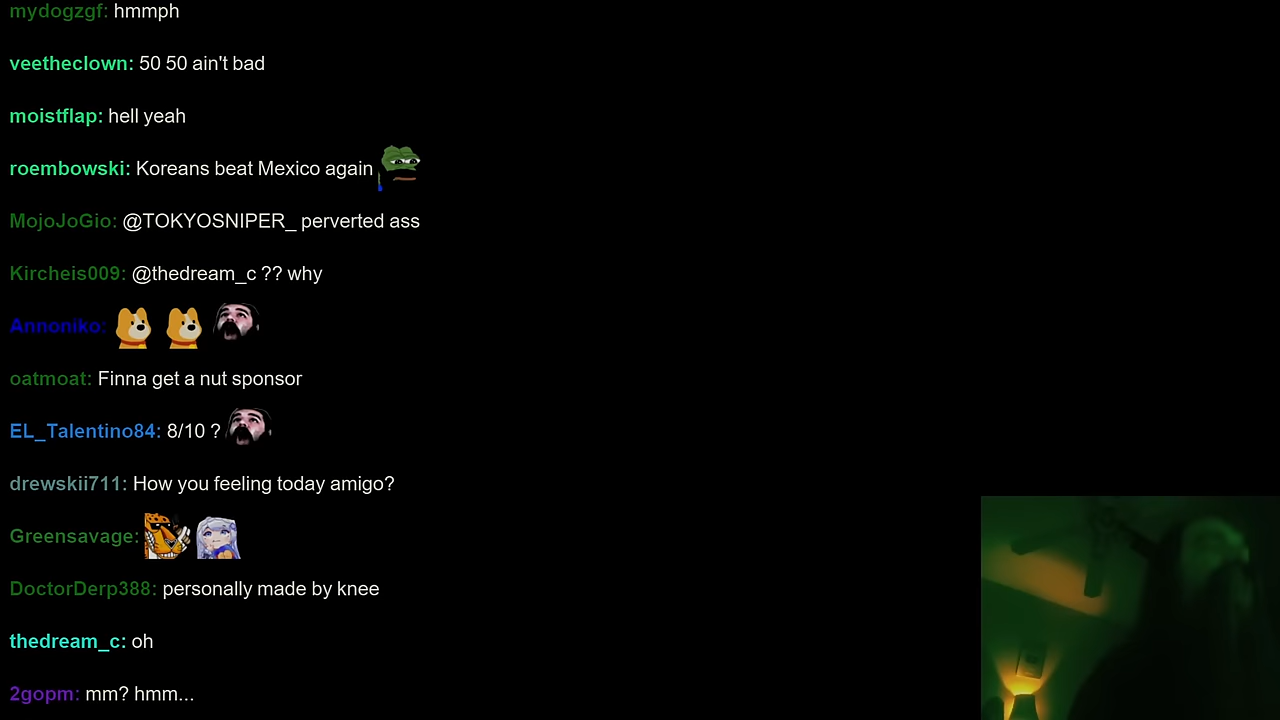 mydogzgf: hmmph
veetheclown: 50 50 ain't bad
moistflap: hell yeah
roembowski: Koreans beat Mexico again
MojoJoGio: @TOKYOSNIPER_ perverted ass
Kircheis009: @thedream_c ?? why
Annoniko:
oatmoat: Finna get a nut sponsor
EL_Talentino84: 8/10 ?
drewskii711: How you feeling today amigo?
Greensavage:
DoctorDerp388: personally made by knee
thedream_c: oh
2gopm: mm? hmm...